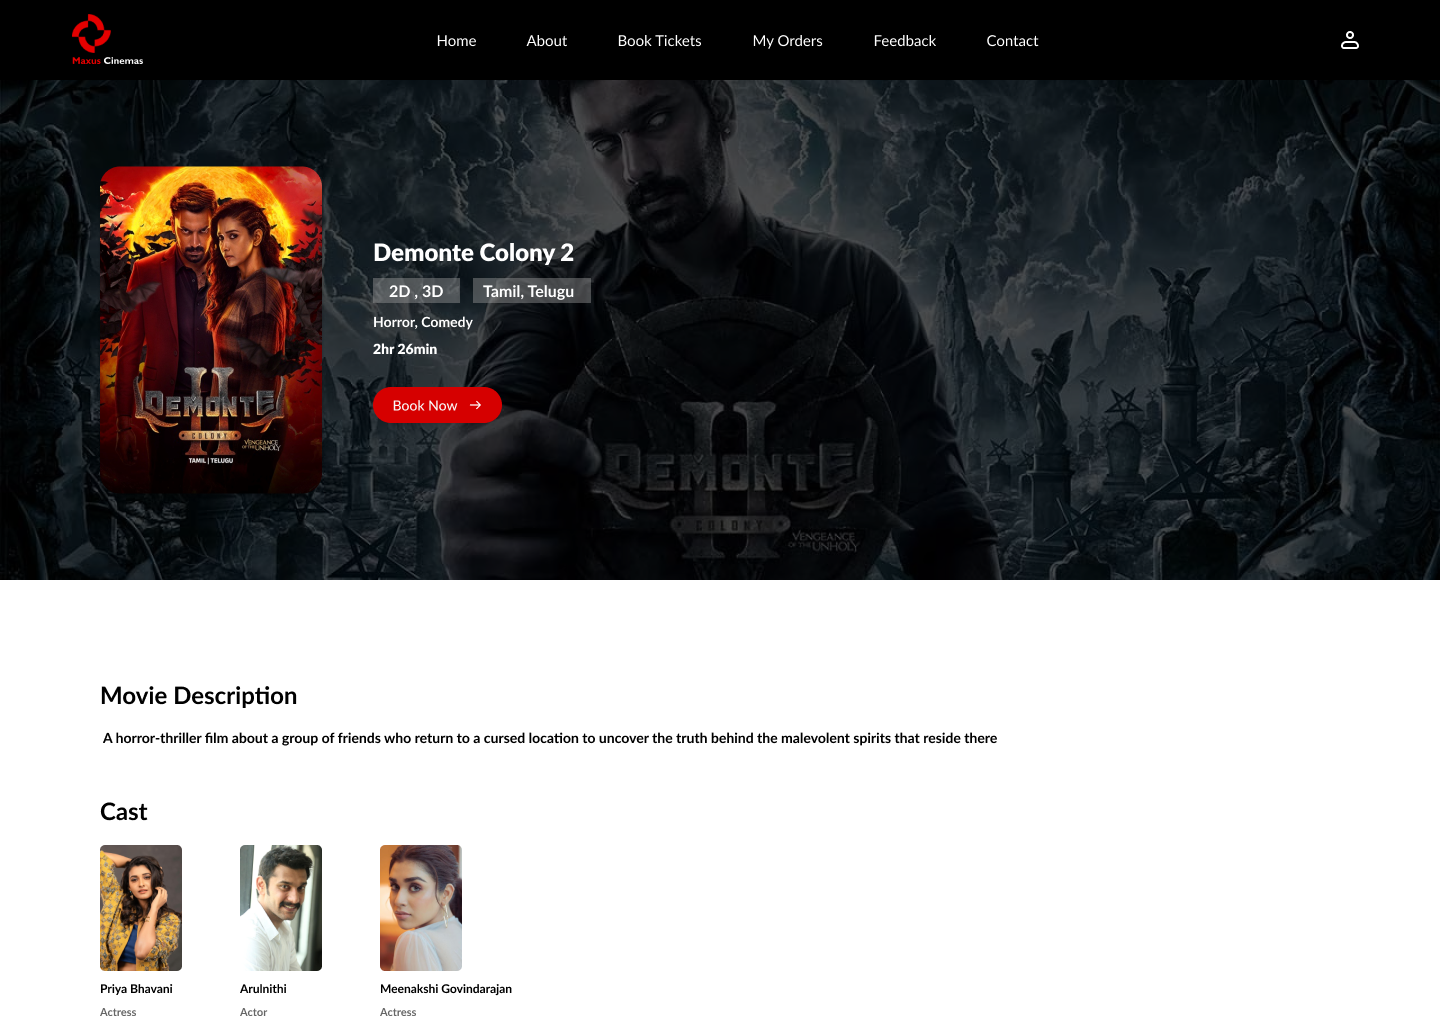 Maxus Cinemas
Home
About
Book Tickets
My Orders
Feedback
Contact
II
DEMONTE
COLONY
VENGEANCE
OF THE UNHOLY
TAMIL | TELUGU
Demonte Colony 2
2D , 3D
Tamil, Telugu
Horror, Comedy
2hr 26min
Book Now →
II
DEMONTE
COLONY
VENGEANCE
OF THE UNHOLY
Movie Description
A horror-thriller film about a group of friends who return to a cursed location to uncover the truth behind the malevolent spirits that reside there
Cast
Priya Bhavani
Actress
Arulnithi
Actor
Meenakshi Govindarajan
Actress